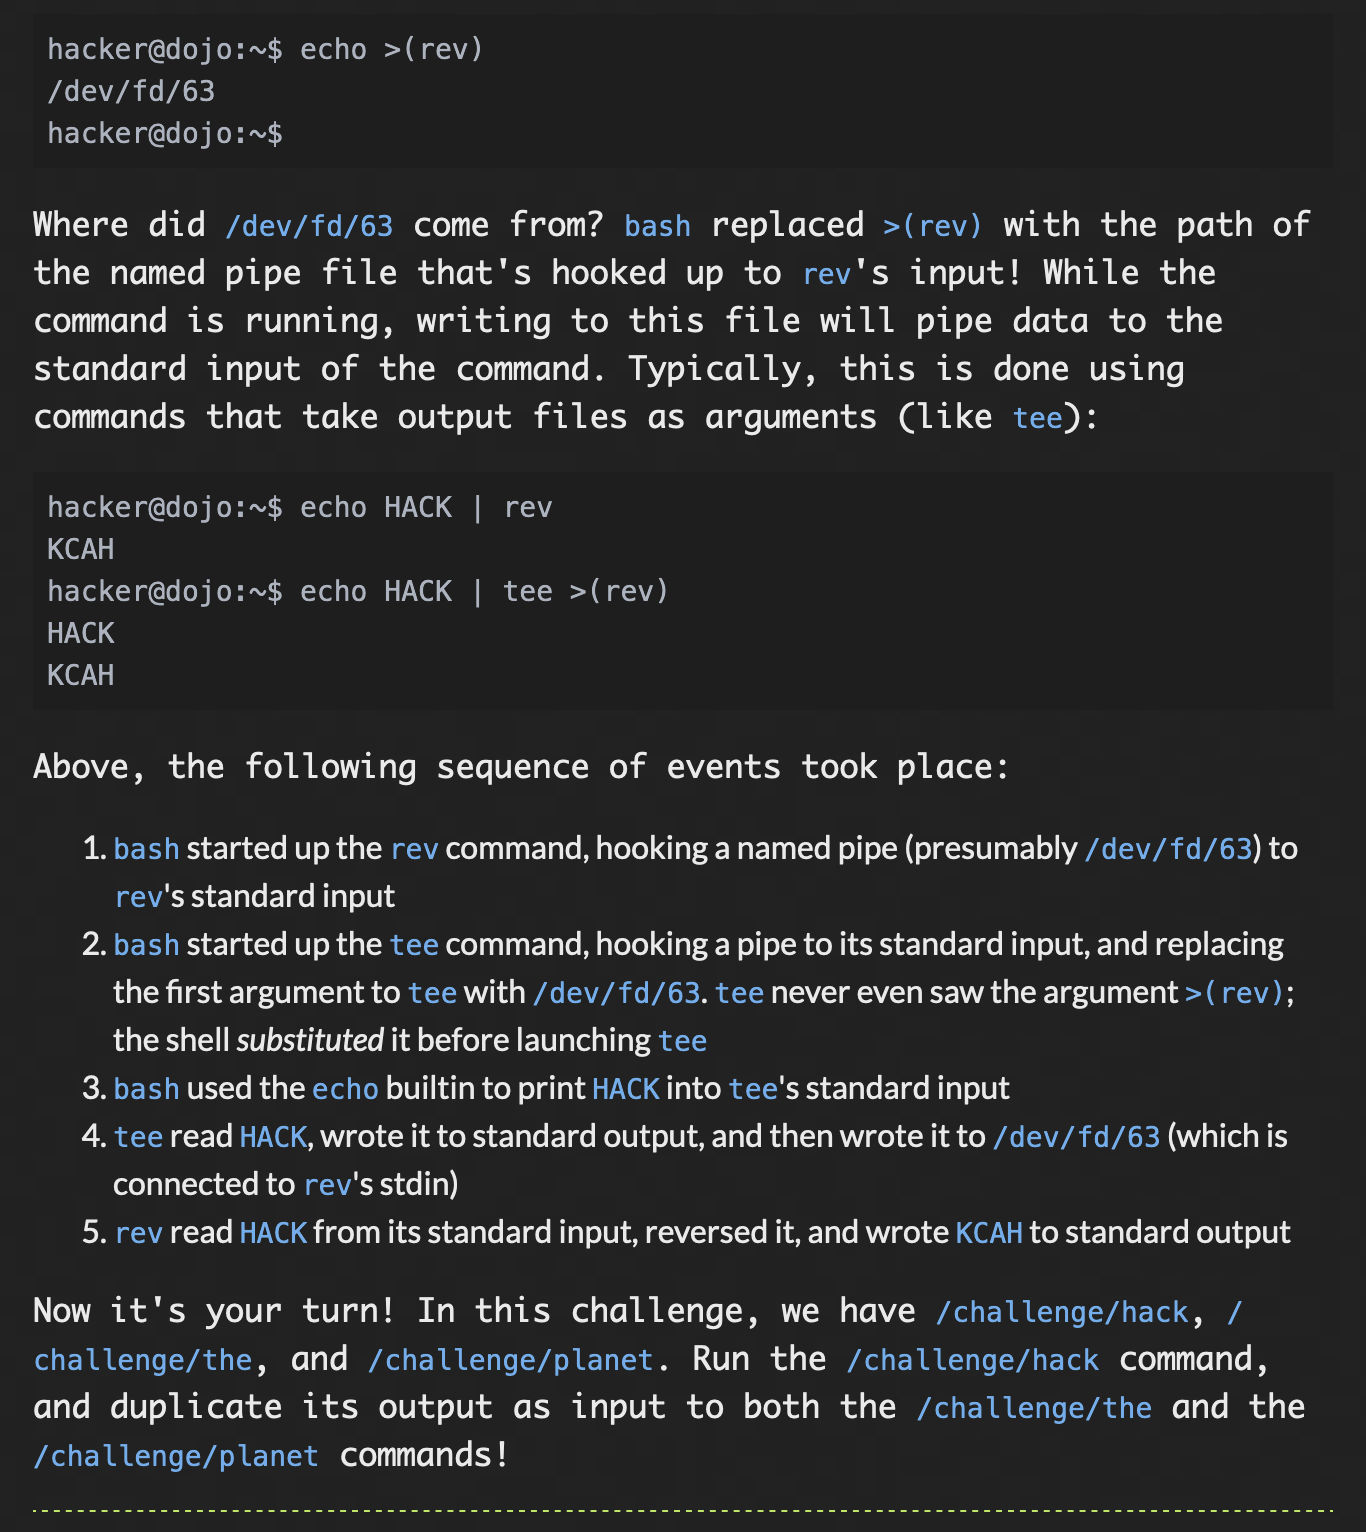 hacker@dojo:~$ echo >(rev)
/dev/fd/63
hacker@dojo:~$
Where did /dev/fd/63 come from? bash replaced >(rev) with the path of
the named pipe file that's hooked up to rev's input! While the
command is running, writing to this file will pipe data to the
standard input of the command. Typically, this is done using
commands that take output files as arguments (like tee):
hacker@dojo:~$ echo HACK | rev
KCAH
hacker@dojo:~$ echo HACK | tee >(rev)
HACK
KCAH
Above, the following sequence of events took place:
1. bash started up the rev command, hooking a named pipe (presumably /dev/fd/63) to
rev's standard input
2. bash started up the tee command, hooking a pipe to its standard input, and replacing
the first argument to tee with /dev/fd/63. tee never even saw the argument >(rev);
the shell substituted it before launching tee
3. bash used the echo builtin to print HACK into tee's standard input
4. tee read HACK, wrote it to standard output, and then wrote it to /dev/fd/63 (which is
connected to rev's stdin)
5. rev read HACK from its standard input, reversed it, and wrote KCAH to standard output
Now it's your turn! In this challenge, we have /challenge/hack, /
challenge/the, and /challenge/planet. Run the /challenge/hack command,
and duplicate its output as input to both the /challenge/the and the
/challenge/planet commands!